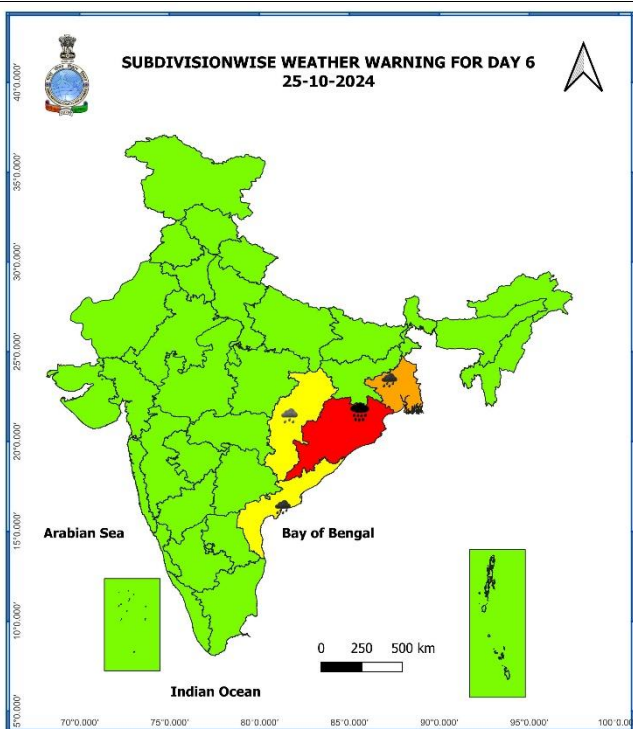 SUBDIVISIONWISE WEATHER WARNING FOR DAY 6
25-10-2024
40°0.000'
35°0.000'
30°0.000'
25°0.000'
20°0.000'
15°0.000'
10°0.000'
5°0.000'
Arabian Sea
Bay of Bengal
0 250 500 km
Indian Ocean
70°0.000' 75°0.000' 80°0.000' 85°0.000' 90°0.000' 95°0.000' 100°0.0